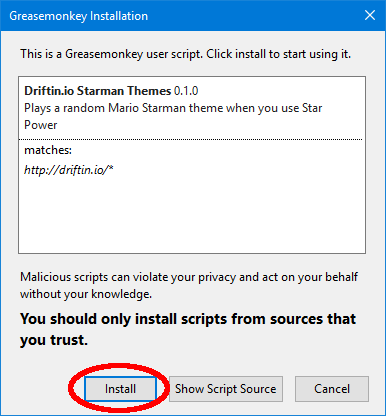 Greasemonkey Installation
This is a Greasemonkey user script. Click install to start using it.
Driftin.io Starman Themes 0.1.0
Plays a random Mario Starman theme when you use Star
Power
matches:
http://driftin.io/*
Malicious scripts can violate your privacy and act on your behalf
without your knowledge.
You should only install scripts from sources that
you trust.
Install
Show Script Source
Cancel